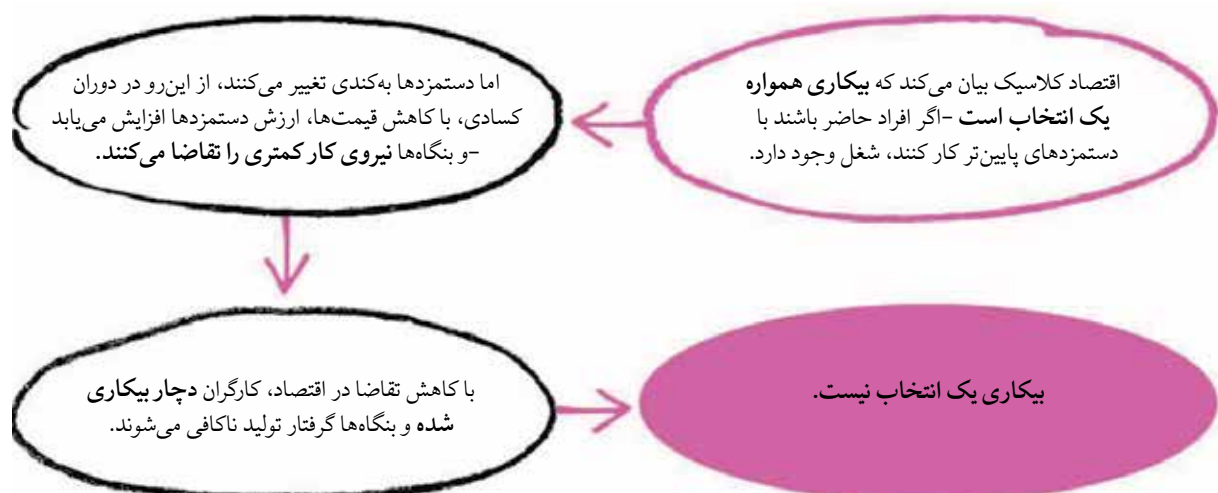 اقتصاد کلاسیک بیان می‌کند که بیکاری همواره
یک انتخاب است -اگر افراد حاضر باشند با
دستمزدهای پایین‌تر کار کنند، شغل وجود دارد.
اما دستمزدها به‌کندی تغییر می‌کنند، از این‌رو در دوران
کسادی، با کاهش قیمت‌ها، ارزش دستمزدها افزایش می‌یابد
-و بنگاه‌ها نیروی کار کمتری را تقاضا می‌کنند.
با کاهش تقاضا در اقتصاد، کارگران دچار بیکاری
شده و بنگاه‌ها گرفتار تولید ناکافی می‌شوند.
بیکاری یک انتخاب نیست.